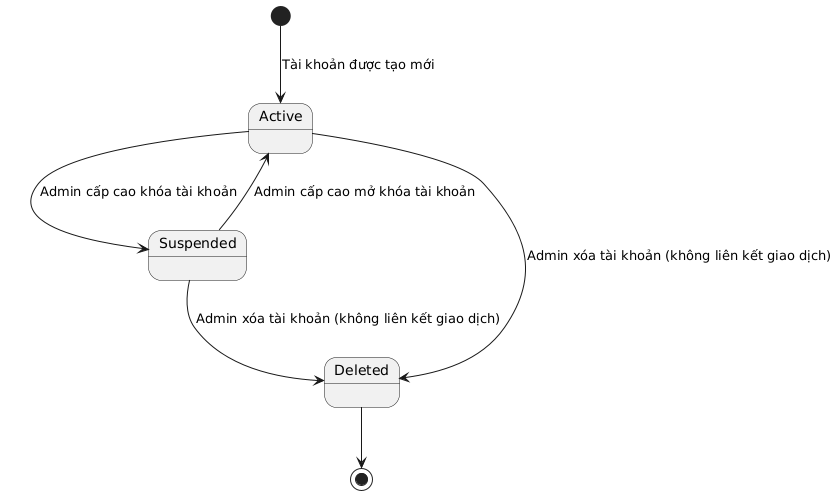 Tài khoản được tạo mới
Active
Admin cấp cao khóa tài khoản
Admin cấp cao mở khóa tài khoản
Suspended
Admin xóa tài khoản (không liên kết giao dịch)
Admin xóa tài khoản (không liên kết giao dịch)
Deleted